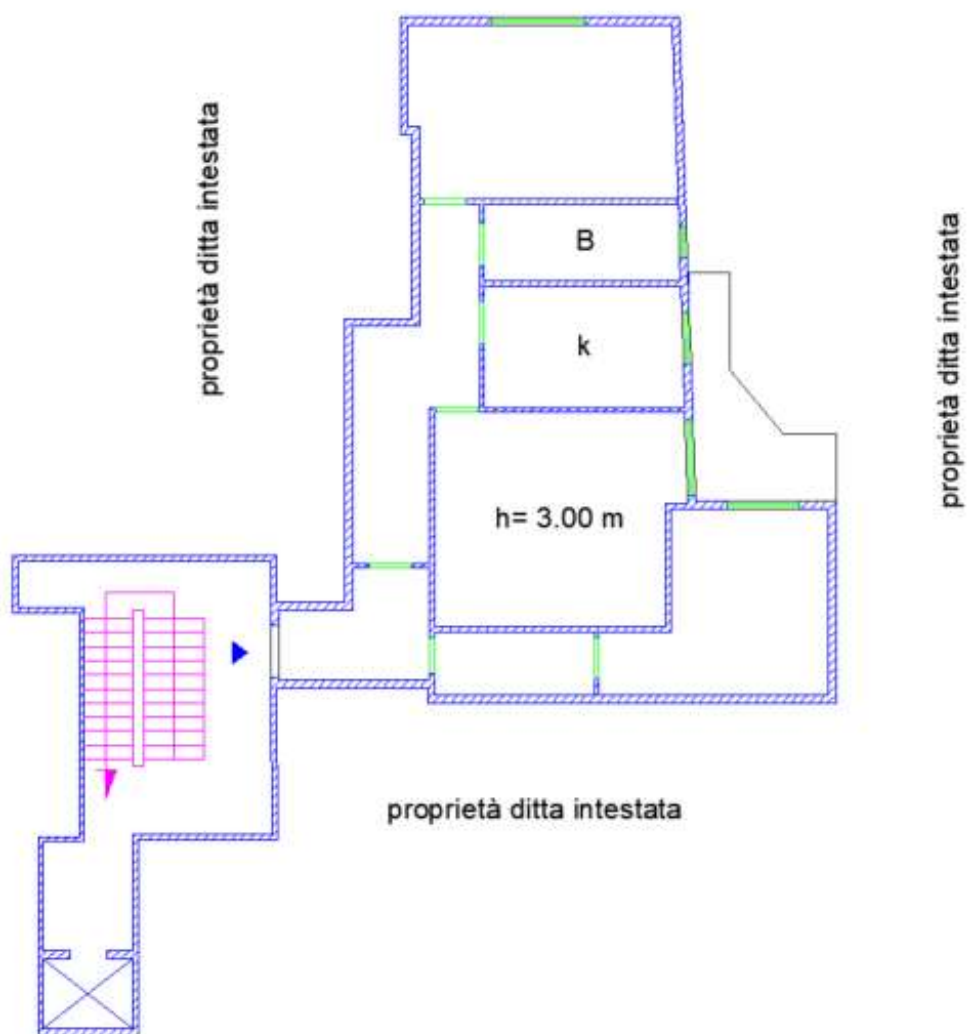 proprietà ditta intestata
proprietà ditta intestata
B
k
h= 3.00 m
proprietà ditta intestata